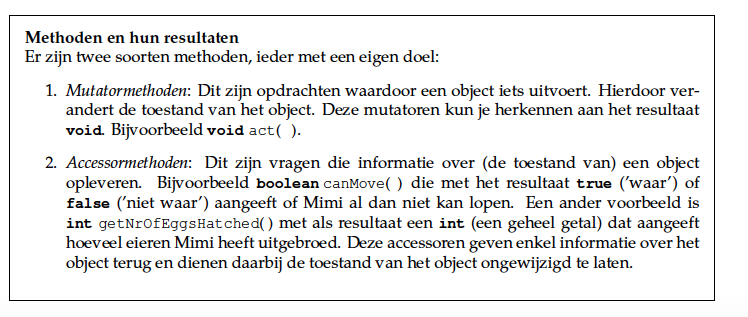 Methoden en hun resultaten
Er zijn twee soorten methoden, ieder met een eigen doel:
1. Mutatormethoden: Dit zijn opdrachten waardoor een object iets uitvoert. Hierdoor ver-
andert de toestand van het object. Deze mutatoren kun je herkennen aan het resultaat
void. Bijvoorbeeld void act( ).
2. Accessormethoden: Dit zijn vragen die informatie over (de toestand van) een object
opleveren. Bijvoorbeeld boolean canMove( ) die met het resultaat true ('waar') of
false ('niet waar') aangeeft of Mimi al dan niet kan lopen. Een ander voorbeeld is
int getNrOfEggsHatched() met als resultaat een int (een geheel getal) dat aangeeft
hoeveel eieren Mimi heeft uitgebroed. Deze accessoren geven enkel informatie over het
object terug en dienen daarbij de toestand van het object ongewijzigd te laten.